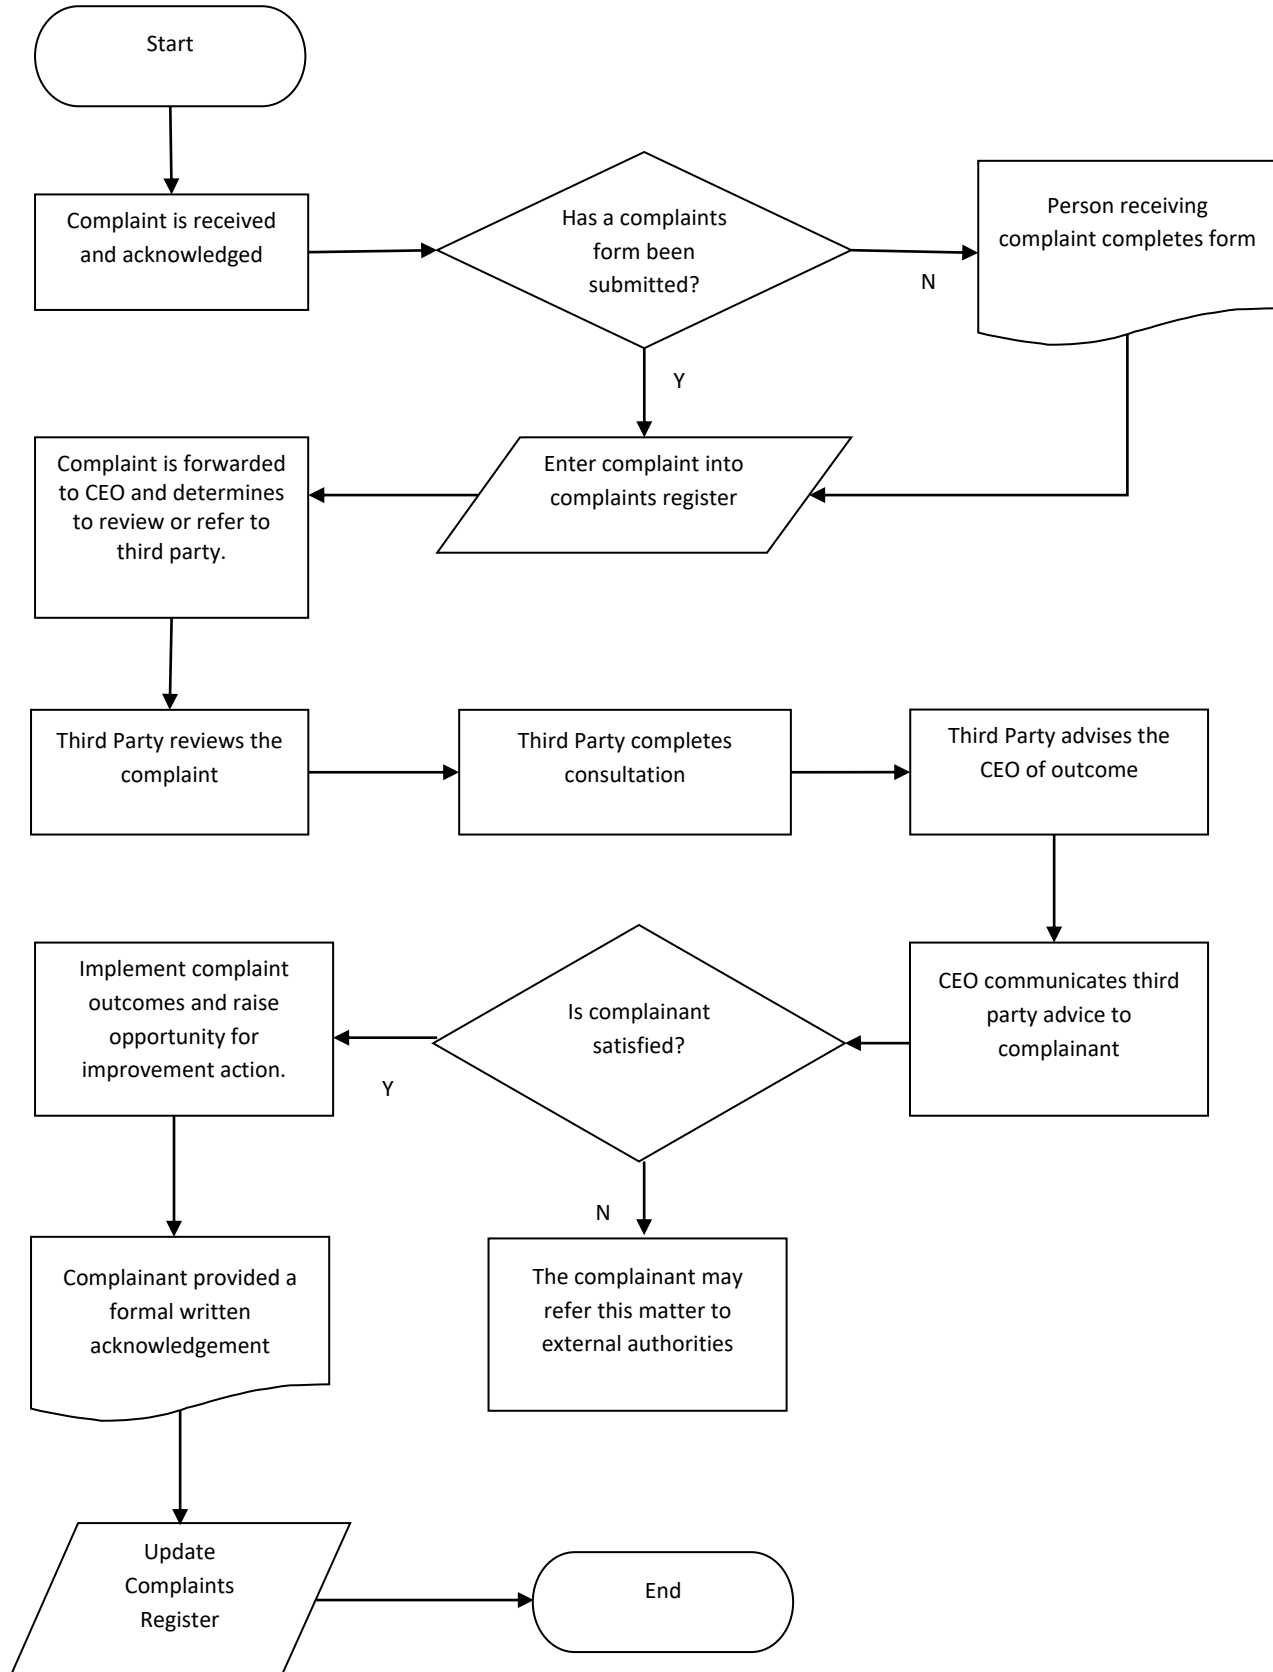 Start
Complaint is received
and acknowledged
Has a complaints
form been
submitted?
N
Person receiving
complaint completes form
Y
Complaint is forwarded
to CEO and determines
to review or refer to
third party.
Enter complaint into
complaints register
Third Party reviews the
complaint
Third Party completes
consultation
Third Party advises the
CEO of outcome
Implement complaint
outcomes and raise
opportunity for
improvement action.
Y
Is complainant
satisfied?
CEO communicates third
party advice to
complainant
N
Complainant provided a
formal written
acknowledgement
The complainant may
refer this matter to
external authorities
Update
Complaints
Register
End